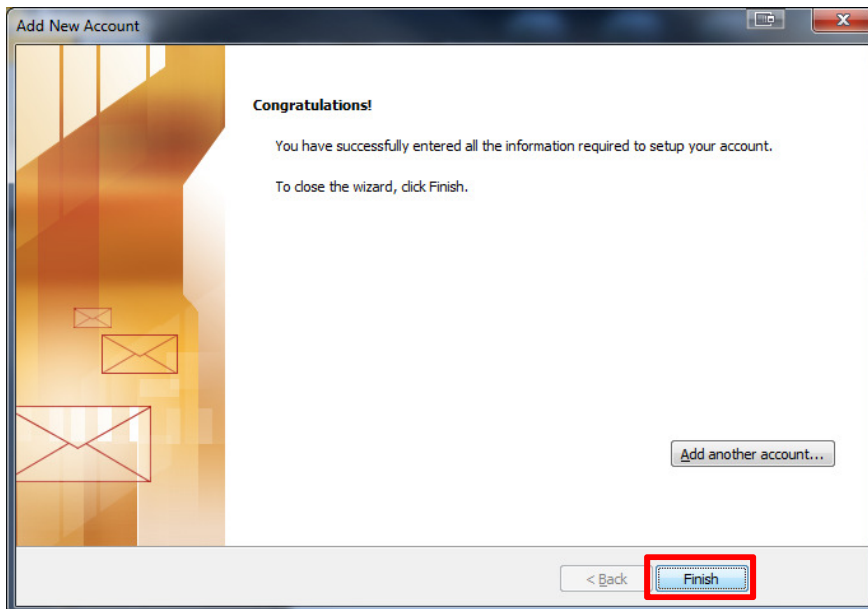 Add New Account
Congratulations!
You have successfully entered all the information required to setup your account.
To close the wizard, click Finish.
Add another account...
< Back
Finish